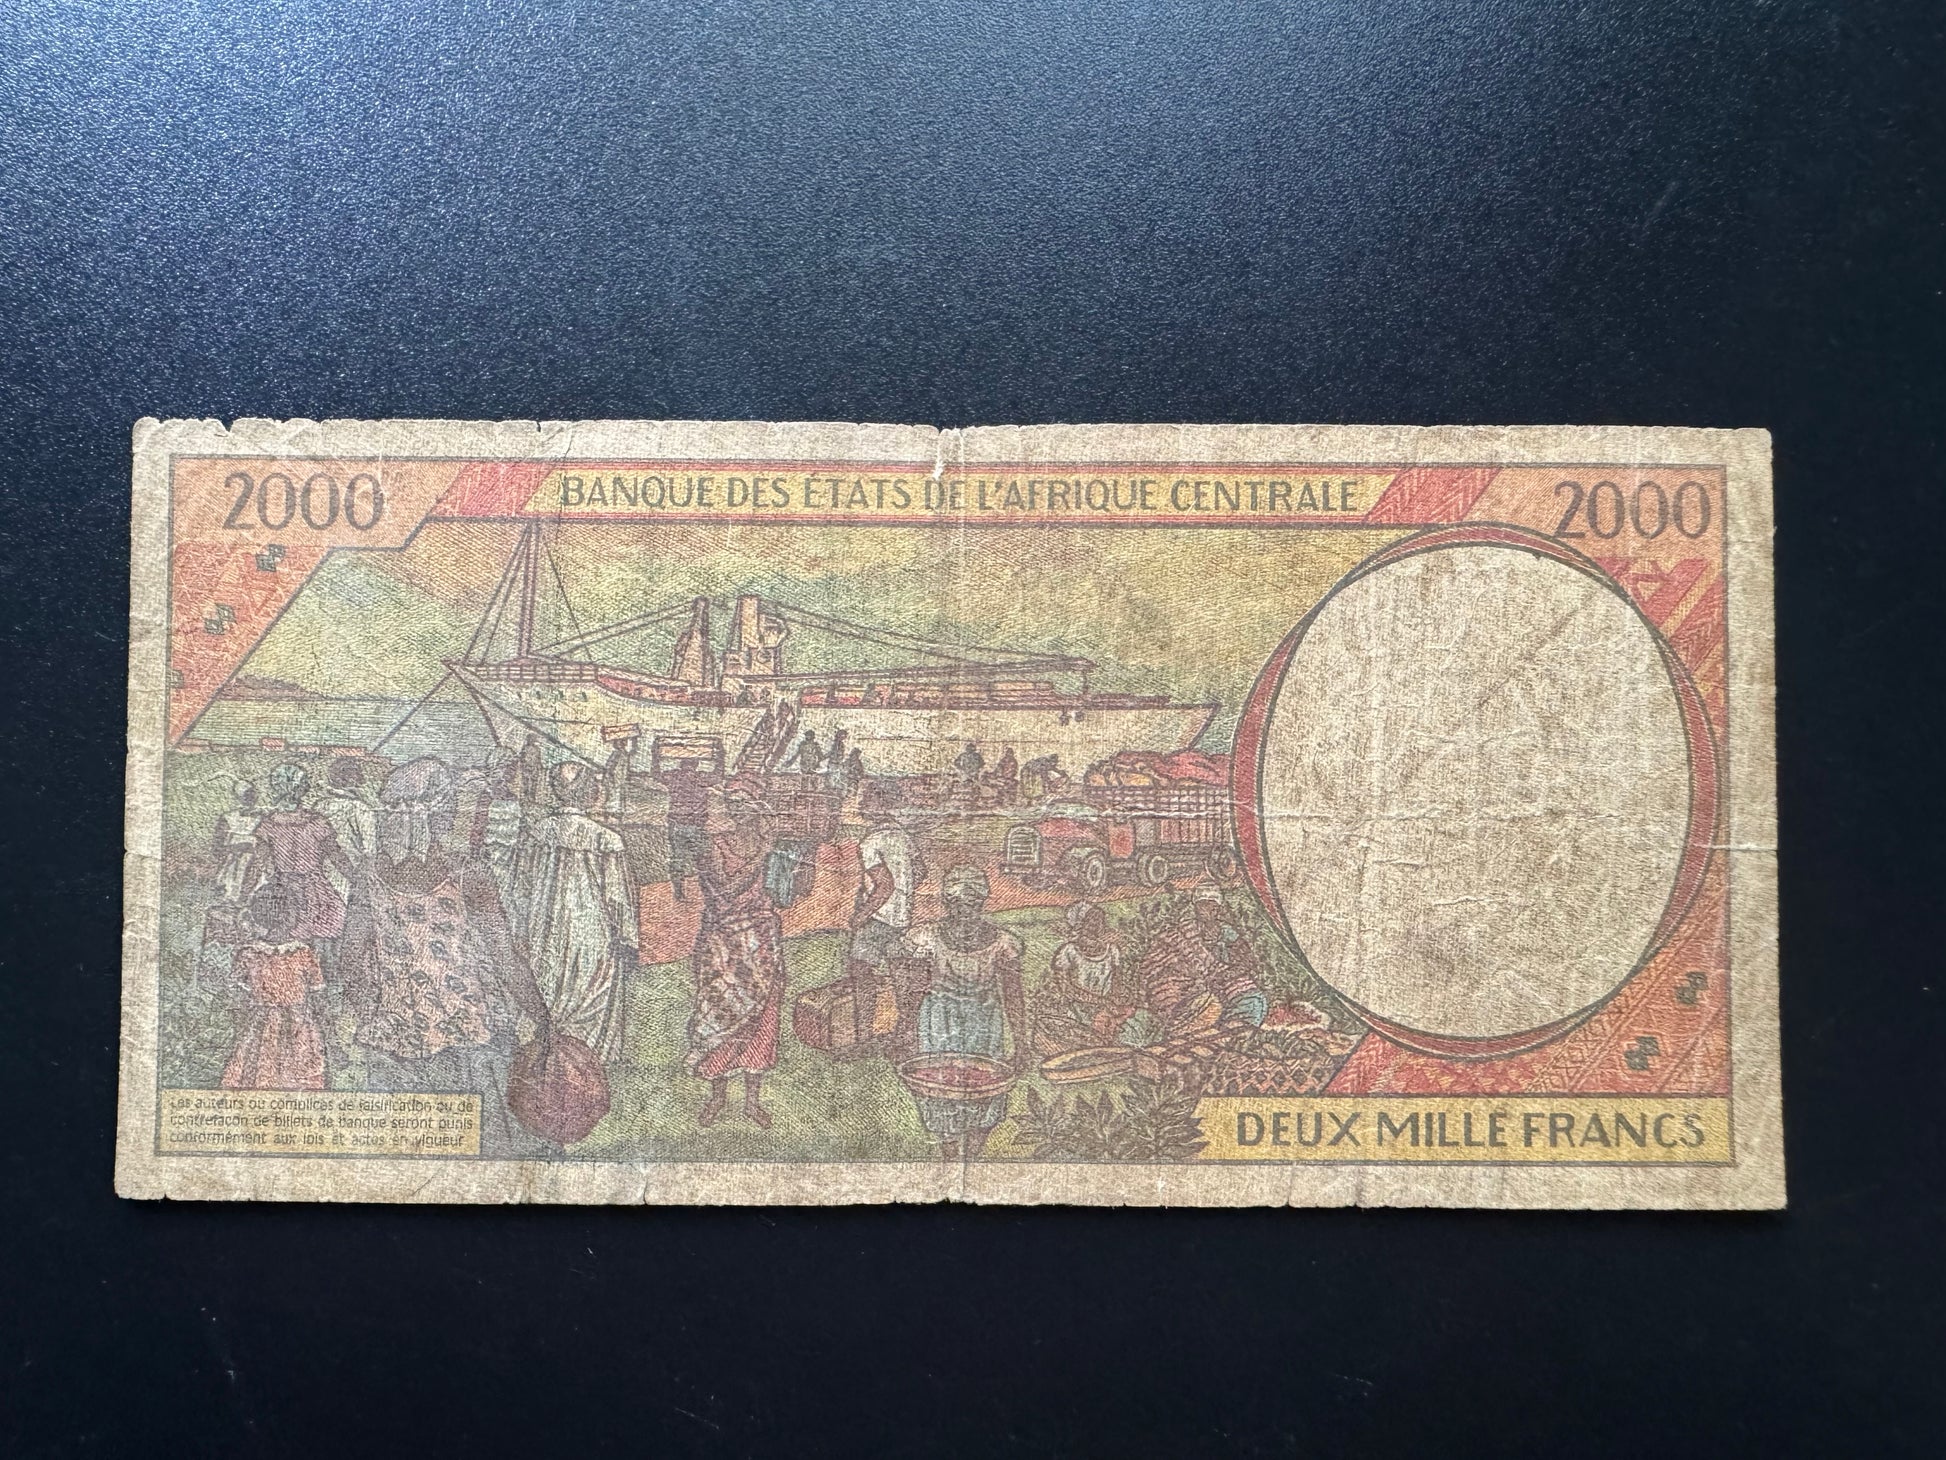 2000
BANQUE DES ÉTATS DE L'AFRIQUE CENTRALE
2000
Les auteurs ou complices de falsification ou de
contrefaçon de billets de banque seront punis
conformément aux lois et actes en vigueur
DEUX MILLE FRANCS